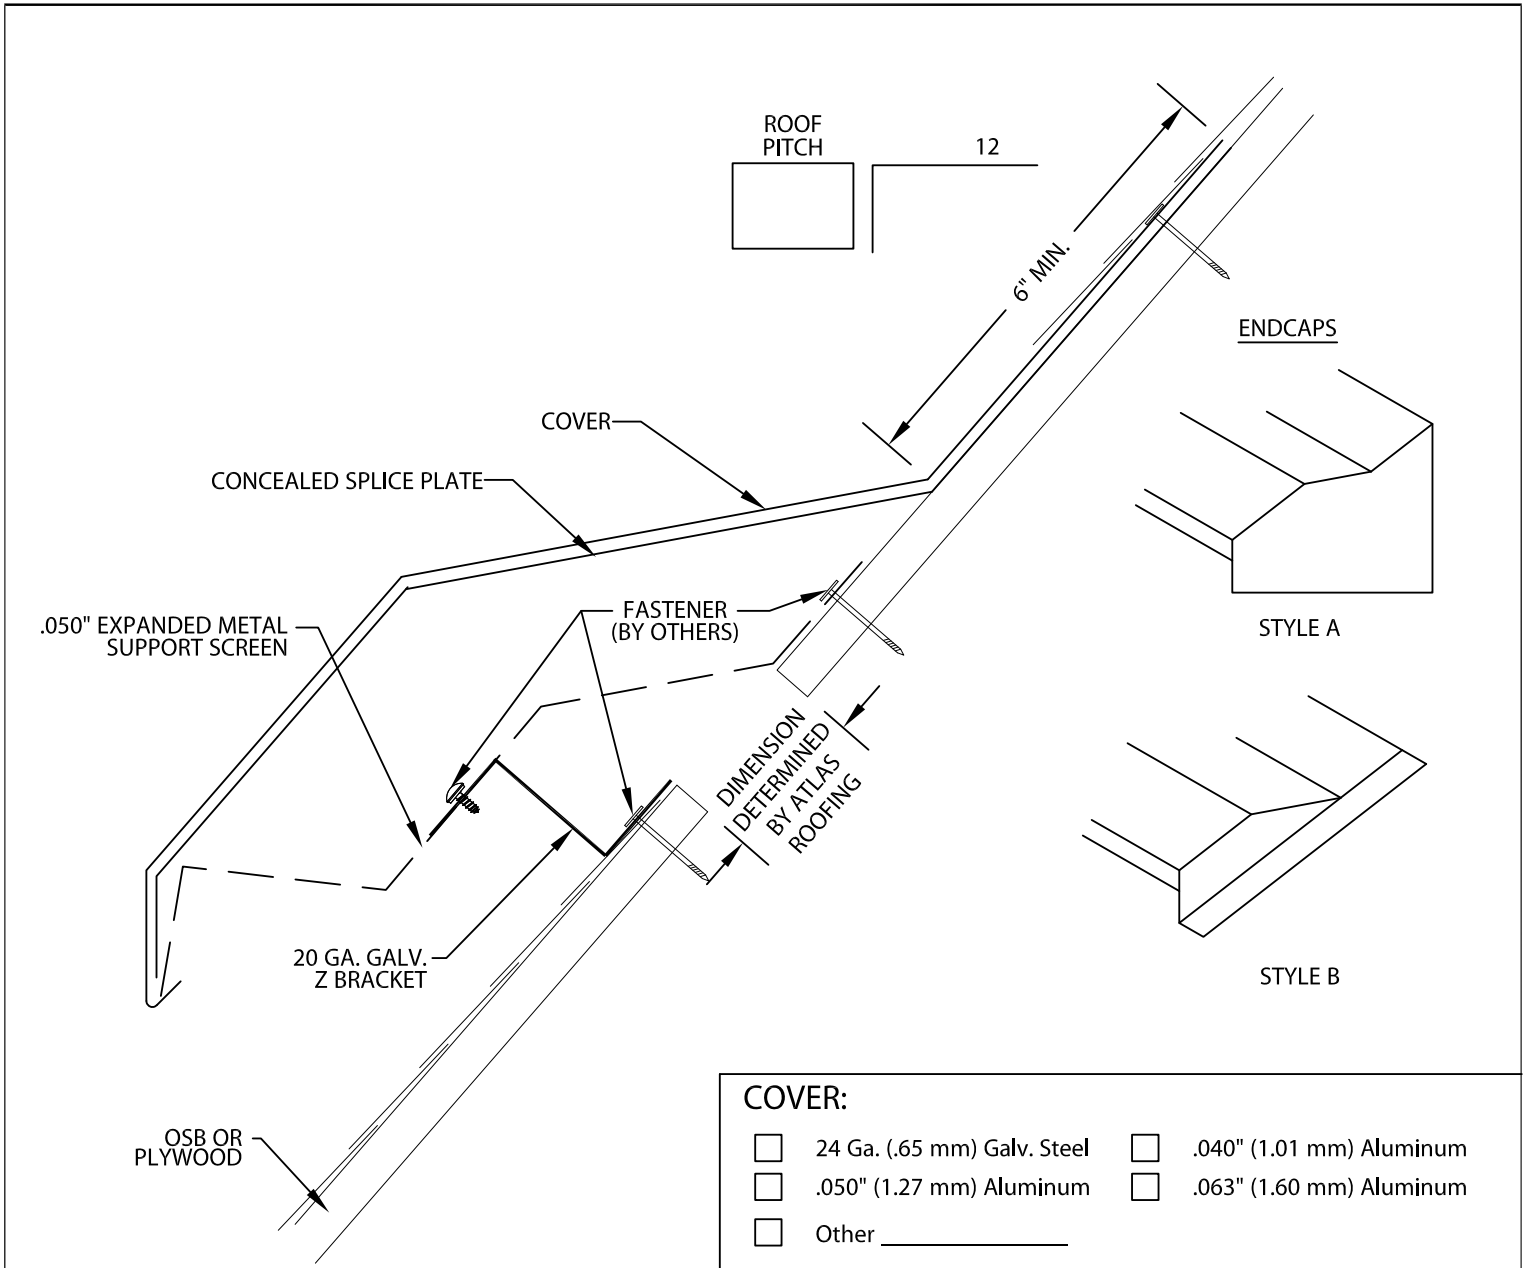 ROOF
PITCH
12
6" MIN.
ENDCAPS
COVER
CONCEALED SPLICE PLATE
.050" EXPANDED METAL
SUPPORT SCREEN
FASTENER
(BY OTHERS)
STYLE A
DIMENSION
DETERMINED
BY ATLAS
ROOFING
20 GA. GALV.
Z BRACKET
STYLE B
OSB OR
PLYWOOD
COVER:
24 Ga. (.65 mm) Galv. Steel
.040" (1.01 mm) Aluminum
.050" (1.27 mm) Aluminum
.063" (1.60 mm) Aluminum
Other